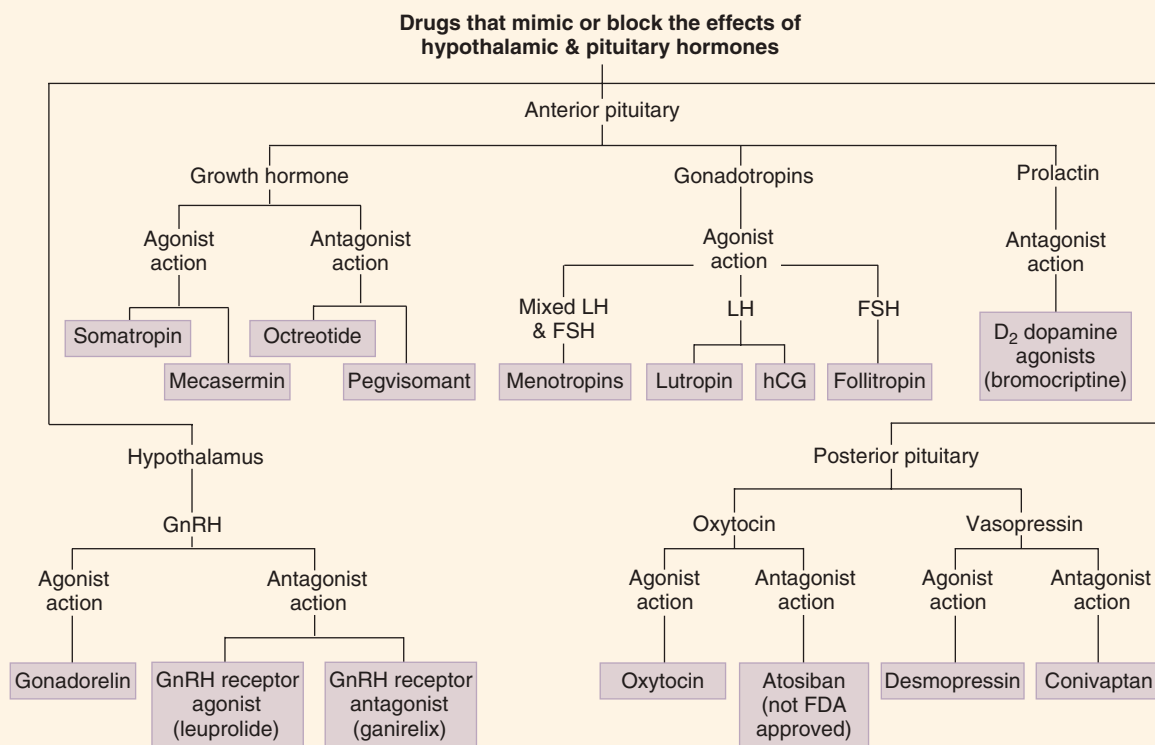 Drugs that mimic or block the effects of
hypothalamic & pituitary hormones
Anterior pituitary
Growth hormone
Gonadotropins
Prolactin
Agonist
action
Antagonist
action
Agonist
action
Antagonist
action
Mixed LH
& FSH
LH
FSH
Somatropin
Mecasermin
Octreotide
Pegvisomant
Menotropins
Lutropin
hCG
Follitropin
D₂ dopamine
agonists
(bromocriptine)
Hypothalamus
GnRH
Agonist
action
Antagonist
action
Gonadorelin
GnRH receptor
agonist
(leuprolide)
GnRH receptor
antagonist
(ganirelix)
Posterior pituitary
Oxytocin
Vasopressin
Agonist
action
Antagonist
action
Agonist
action
Antagonist
action
Oxytocin
Atosiban
(not FDA
approved)
Desmopressin
Conivaptan